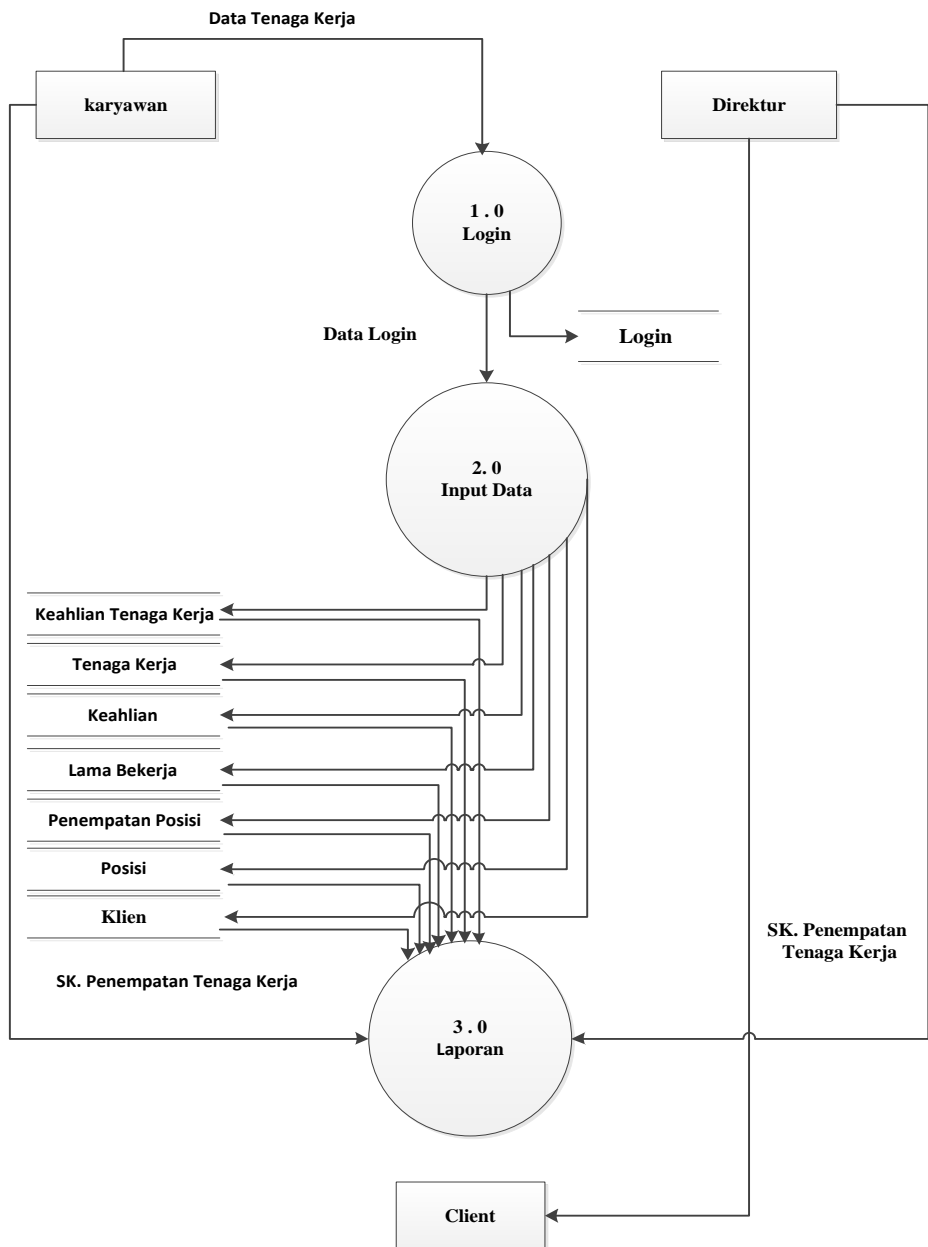 Data Tenaga Kerja
karyawan
Direktur
1 . 0
Login
Data Login
Login
2. 0
Input Data
Keahlian Tenaga Kerja
Tenaga Kerja
Keahlian
Lama Bekerja
Penempatan Posisi
Posisi
Klien
SK. Penempatan
Tenaga Kerja
SK. Penempatan Tenaga Kerja
3 . 0
Laporan
Client